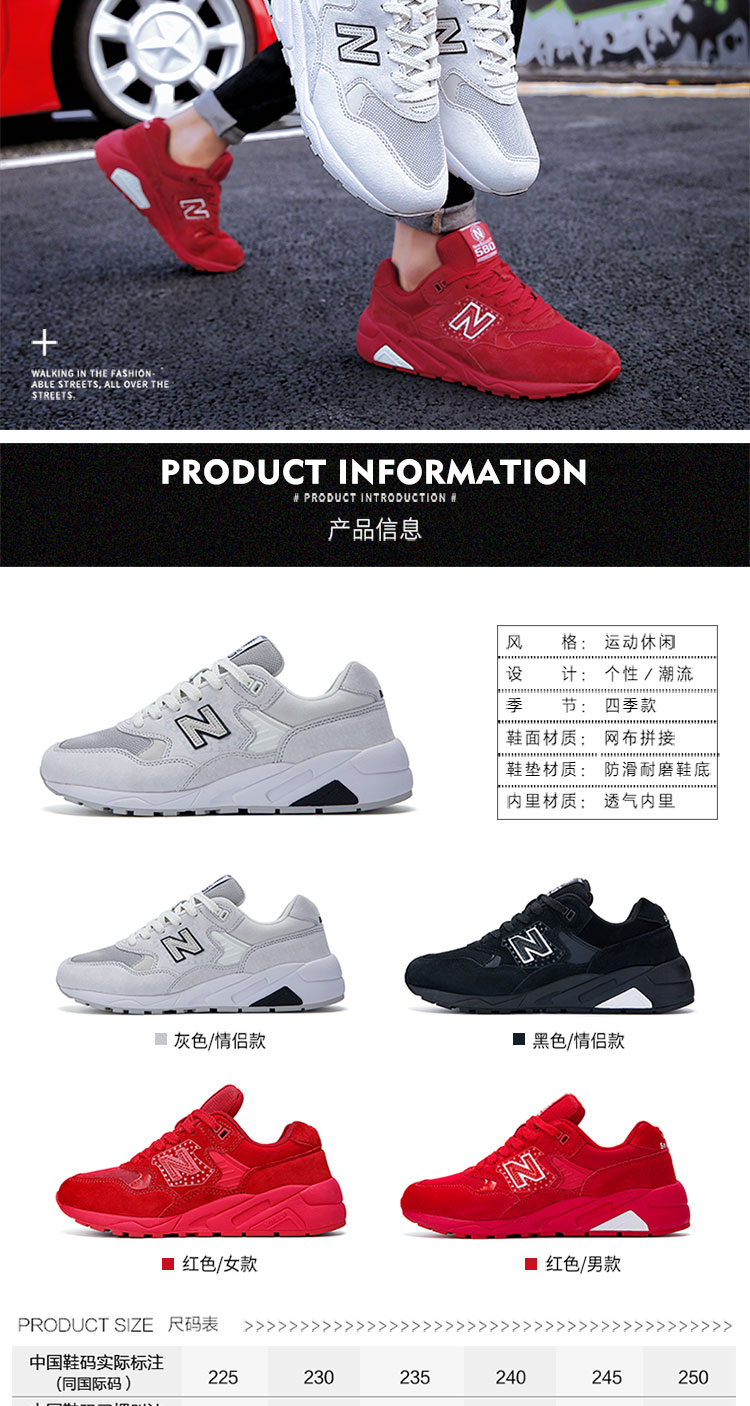 N
N
N
N
580
N
WALKING IN THE FASHION-
ABLE STREETS, ALL OVER THE
STREETS.
PRODUCT INFORMATION
# PRODUCT INTRODUCTION #
产品信息
风 格： 运动休闲
设 计： 个性 / 潮流
季 节： 四季款
鞋面材质： 网布拼接
鞋垫材质： 防滑耐磨鞋底
内里材质： 透气内里
N
N
N
灰色/情侣款
黑色/情侣款
N
N
红色/女款
红色/男款
PRODUCT SIZE 尺码表 >>>>>>>>>>>>>>>>>>>>>>>>>>>>>>>>>>>>>>>>>>>
中国鞋码实际标注
(同国际码 )
225 230 235 240 245 250